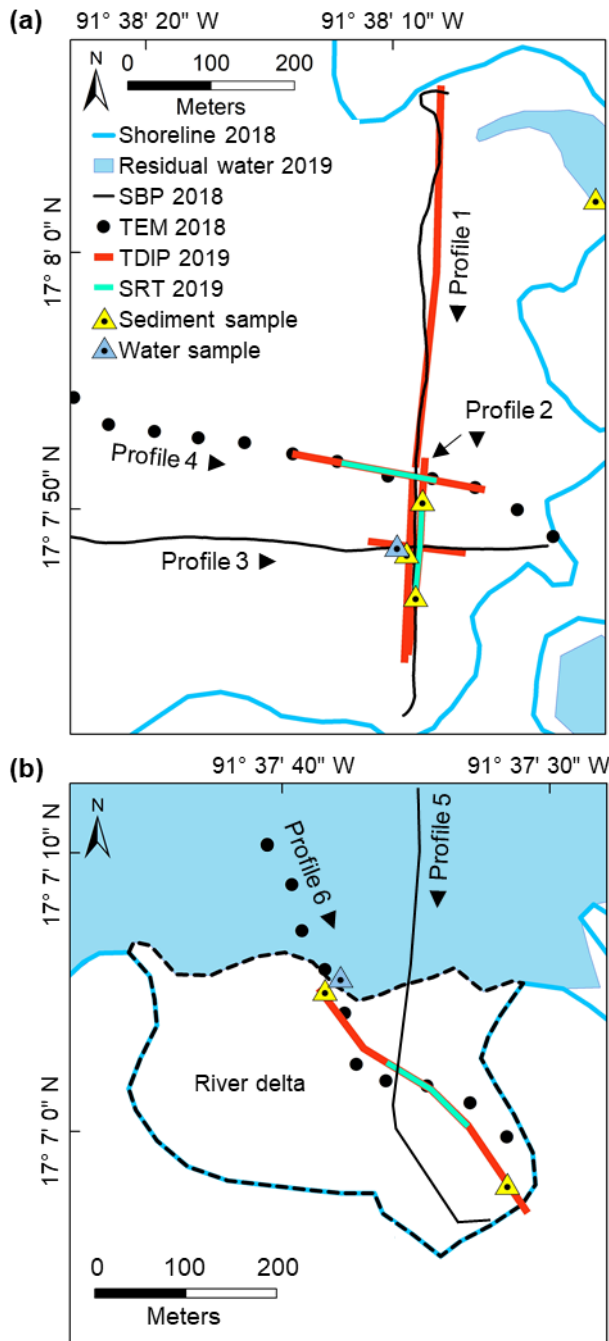 (a)
91° 38' 20" W
91° 38' 10" W
N
0 100 200
Meters
Shoreline 2018
Residual water 2019
SBP 2018
TEM 2018
TDIP 2019
SRT 2019
Sediment sample
Water sample
17° 8' 0" N
17° 7' 50" N
Profile 1
Profile 2
Profile 4
Profile 3
(b)
91° 37' 40" W
91° 37' 30" W
N
17° 7' 10" N
17° 7' 0" N
Profile 6
Profile 5
River delta
0 100 200
Meters